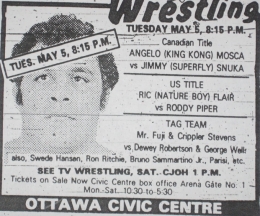 Wrestling
TUESDAY MAY 5, 8:15 P.M.
TUES. MAY 5, 8:15 P.M.
Canadian Title
ANGELO (KING KONG) MOSCA
vs JIMMY (SUPERFLY) SNUKA
US TITLE
RIC (NATURE BOY) FLAIR
vs RODDY PIPER
TAG TEAM
Mr. Fuji & Crippler Stevens
vs Dewey Robertson & George Wells
also, Swede Hansen, Ron Ritchie, Bruno Sammartino Jr., Parisi, etc.
SEE TV WRESTLING, SAT. CJOH 1 P.M.
Tickets on Sale Now Civic Centre box office Arena Gate No: 1
Mon.-Sat. 10:30 to 5:30
OTTAWA CIVIC CENTRE